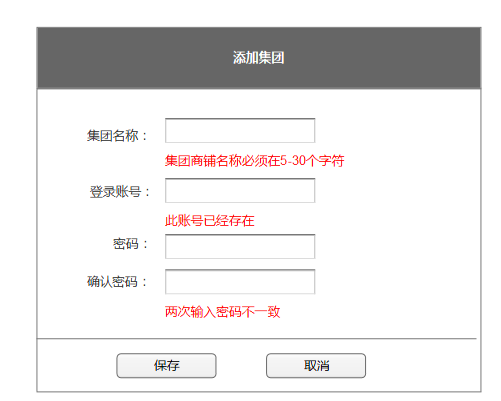 添加集团
集团名称：
集团商铺名称必须在5-30个字符
登录账号：
此账号已经存在
密码：
确认密码：
两次输入密码不一致
保存 取消